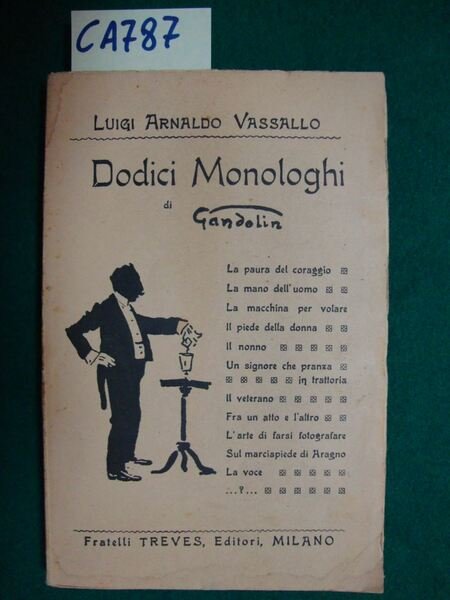 CA787
LUIGI ARNALDO VASSALLO
Dodici Monologhi
di Gandolin
La paura del coraggio
La mano dell'uomo
La macchina per volare
Il piede della donna
Il nonno
Un signore che pranza
in trattoria
Il veterano
Fra un atto e l'altro
L'arte di farsi fotografare
Sul marciapiede di Aragno
La voce
...?...
Fratelli TREVES, Editori, MILANO